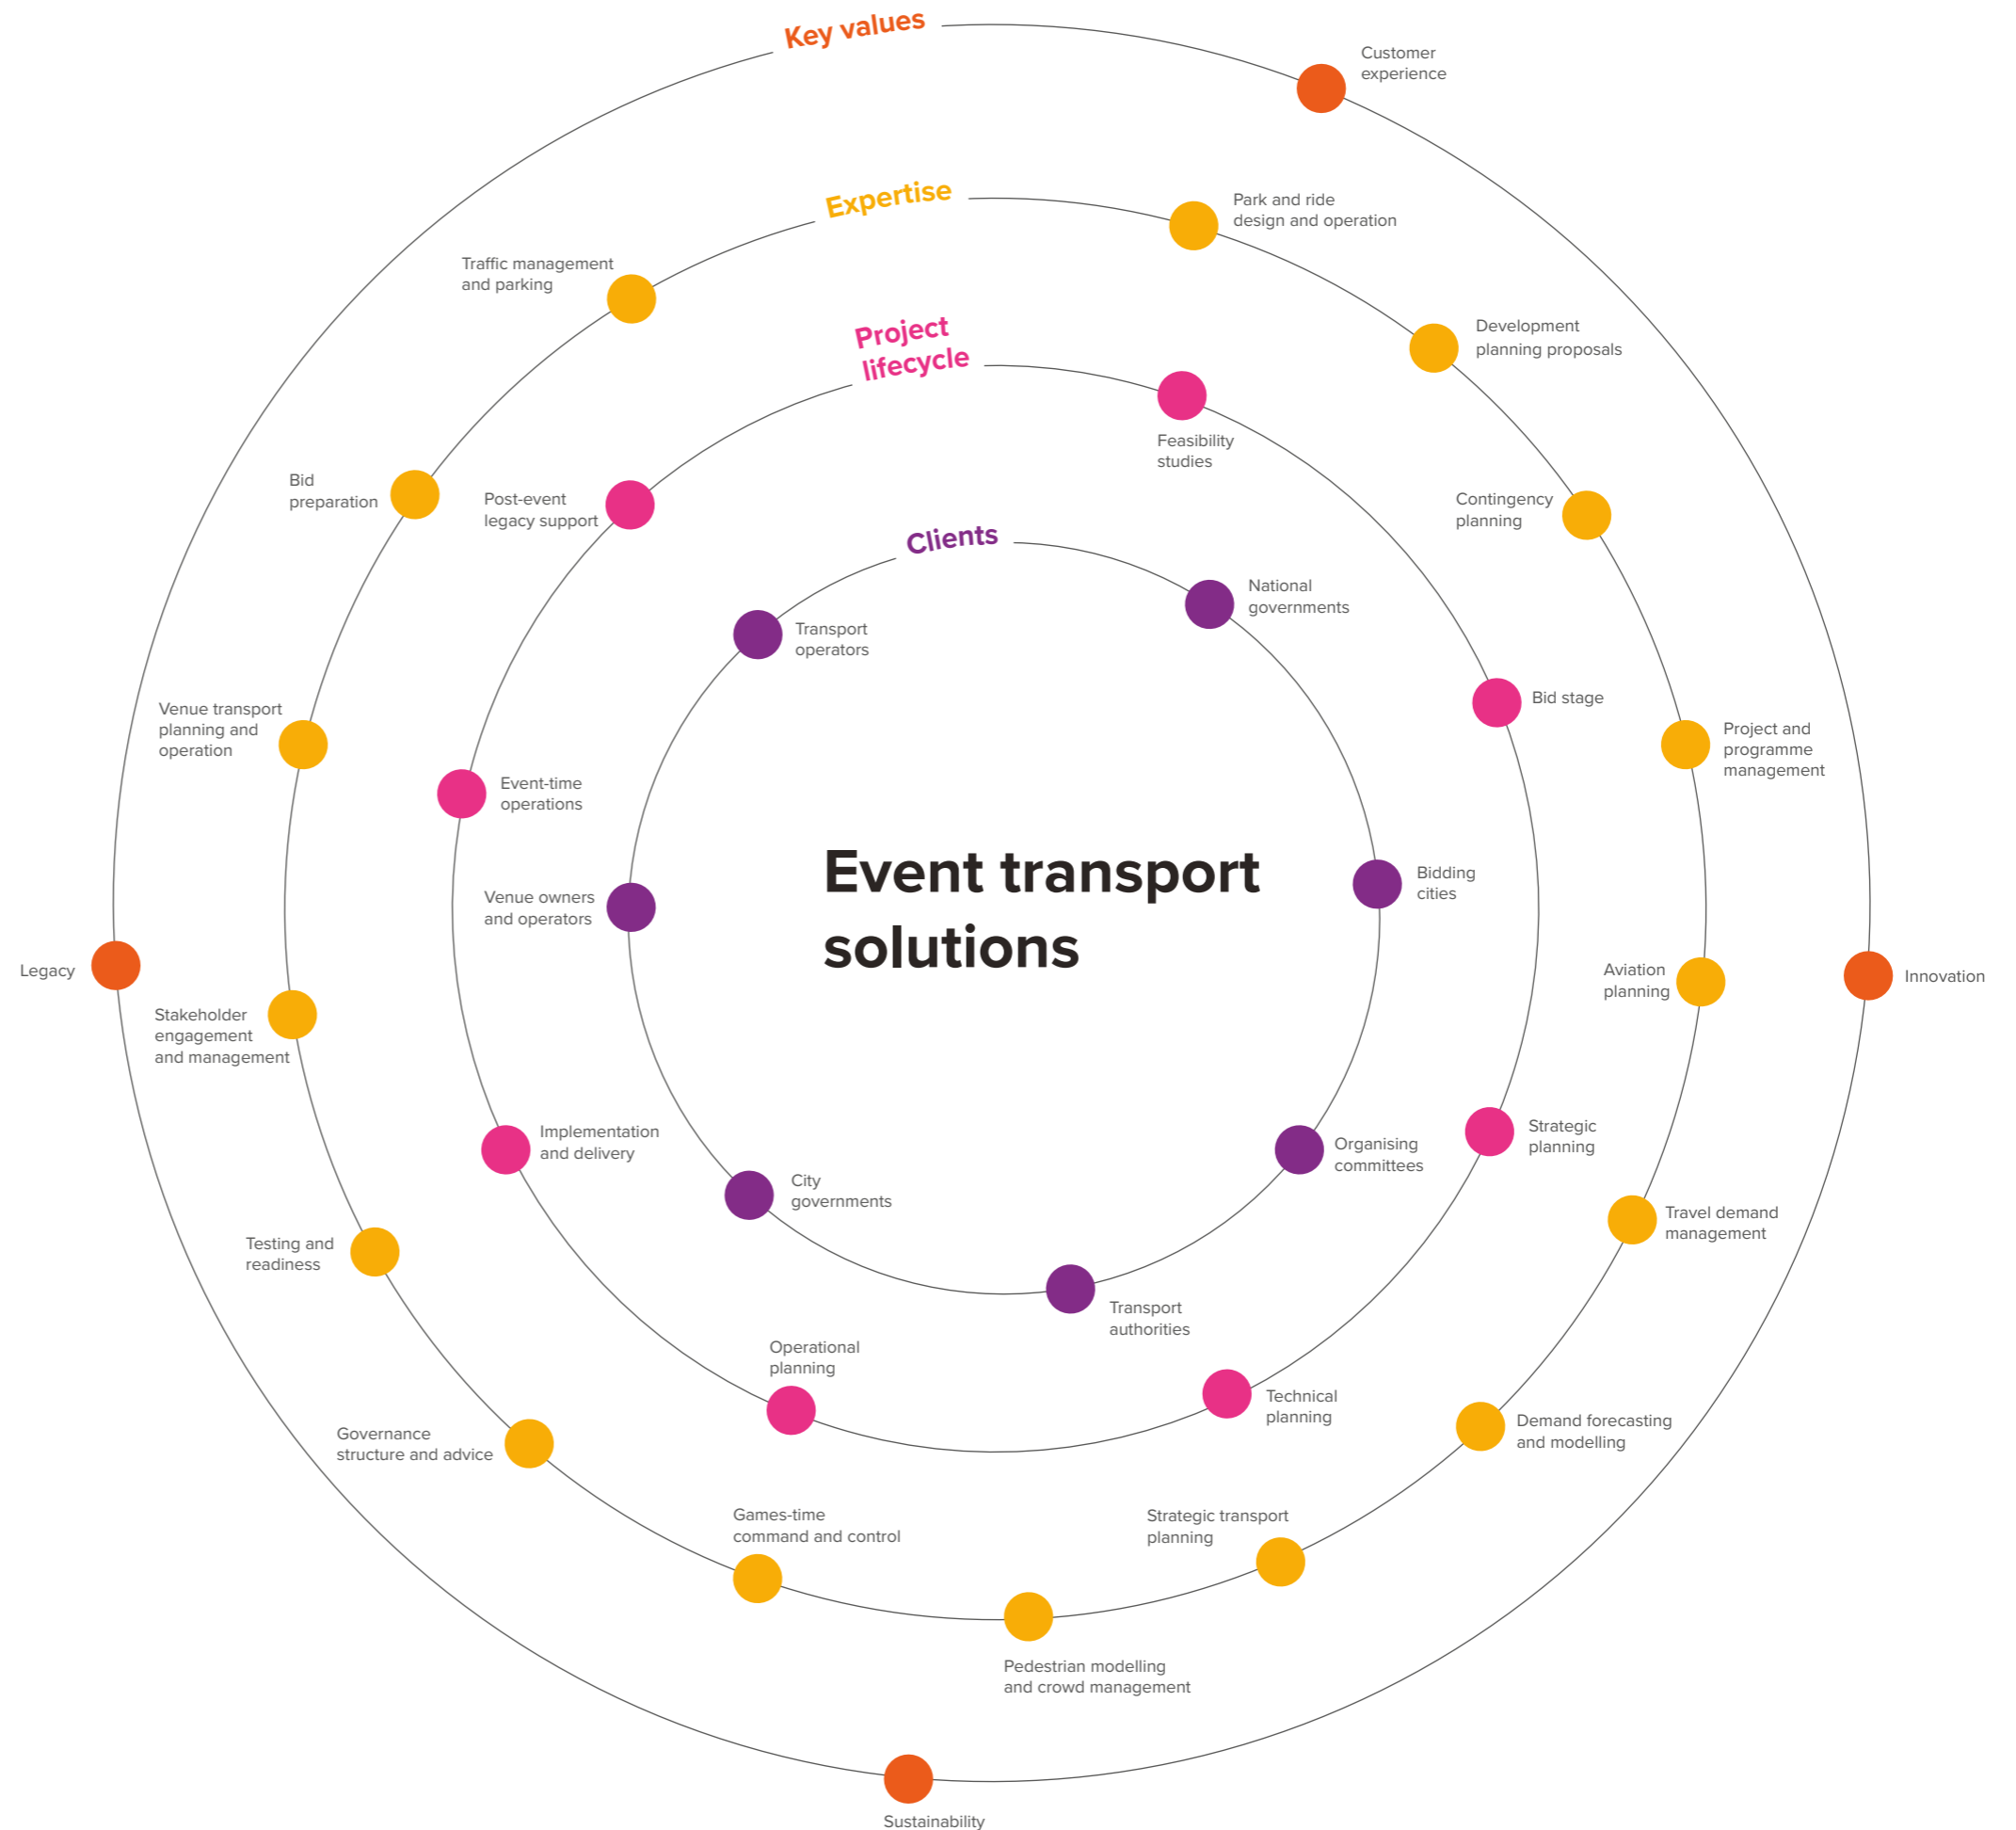 Key values
Customer
experience
Expertise
Park and ride
design and operation
Traffic management
and parking
Project
lifecycle
Development
planning proposals
Feasibility
studies
Bid
preparation
Post-event
legacy support
Contingency
planning
Clients
National
governments
Transport
operators
Bid stage
Venue transport
planning and
operation
Project and
programme
management
Event-time
operations
Event transport
solutions
Bidding
cities
Venue owners
and operators
Legacy
Aviation
planning
Innovation
Stakeholder
engagement
and management
Implementation
and delivery
Organising
committees
Strategic
planning
City
governments
Travel demand
management
Testing and
readiness
Transport
authorities
Operational
planning
Technical
planning
Governance
structure and advice
Demand forecasting
and modelling
Games-time
command and control
Strategic transport
planning
Pedestrian modelling
and crowd management
Sustainability